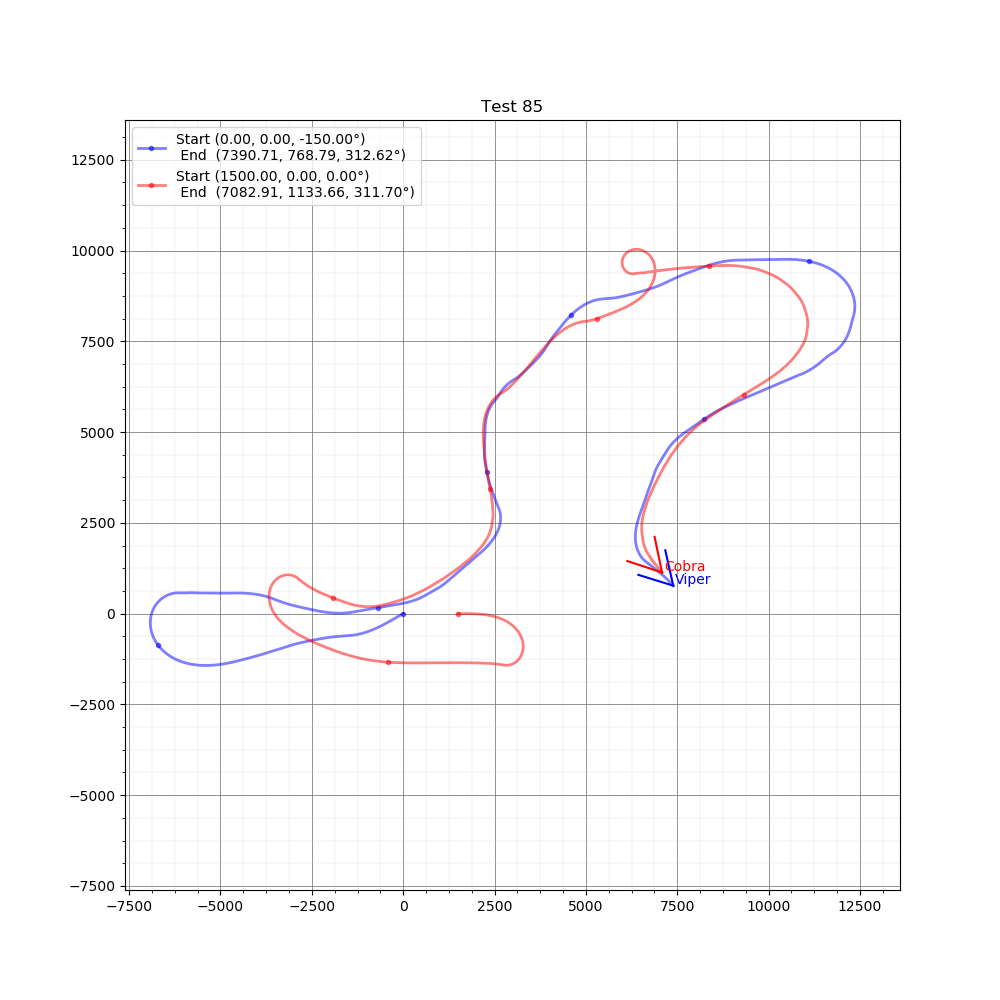 Test 85
Start (0.00, 0.00, -150.00°)
End  (7390.71, 768.79, 312.62°)
Start (1500.00, 0.00, 0.00°)
End  (7082.91, 1133.66, 311.70°)
12500
10000
7500
5000
2500
0
−2500
−5000
−7500
Cobra
Viper
−7500 −5000 −2500 0 2500 5000 7500 10000 12500